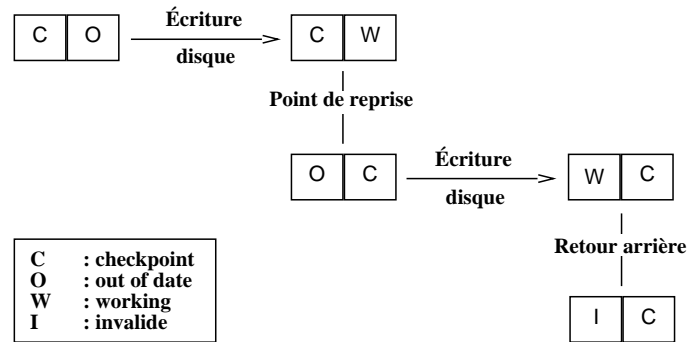 C O
Écriture
disque
C W
Point de reprise
O C
Écriture
disque
W C
Retour arrière
I C
C : checkpoint
O : out of date
W : working
I : invalide